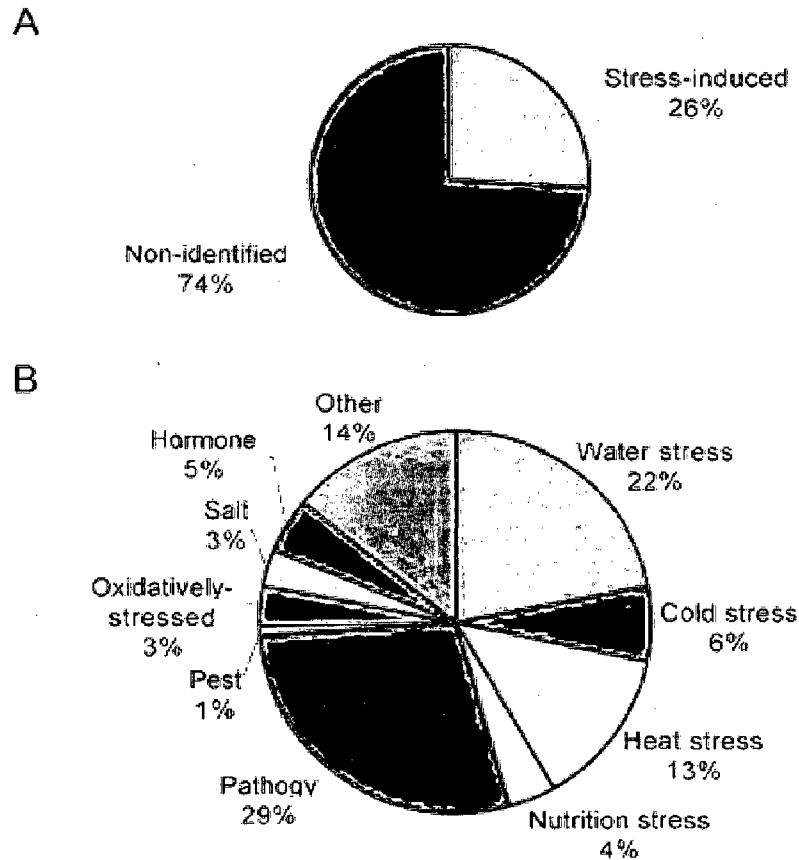 A
Stress-induced
26%
Non-identified
74%
B
Other
14%
Hormone
5%
Salt
3%
Oxidatively-
stressed
3%
Pest
1%
Pathogy
29%
Water stress
22%
Cold stress
6%
Heat stress
13%
Nutrition stress
4%